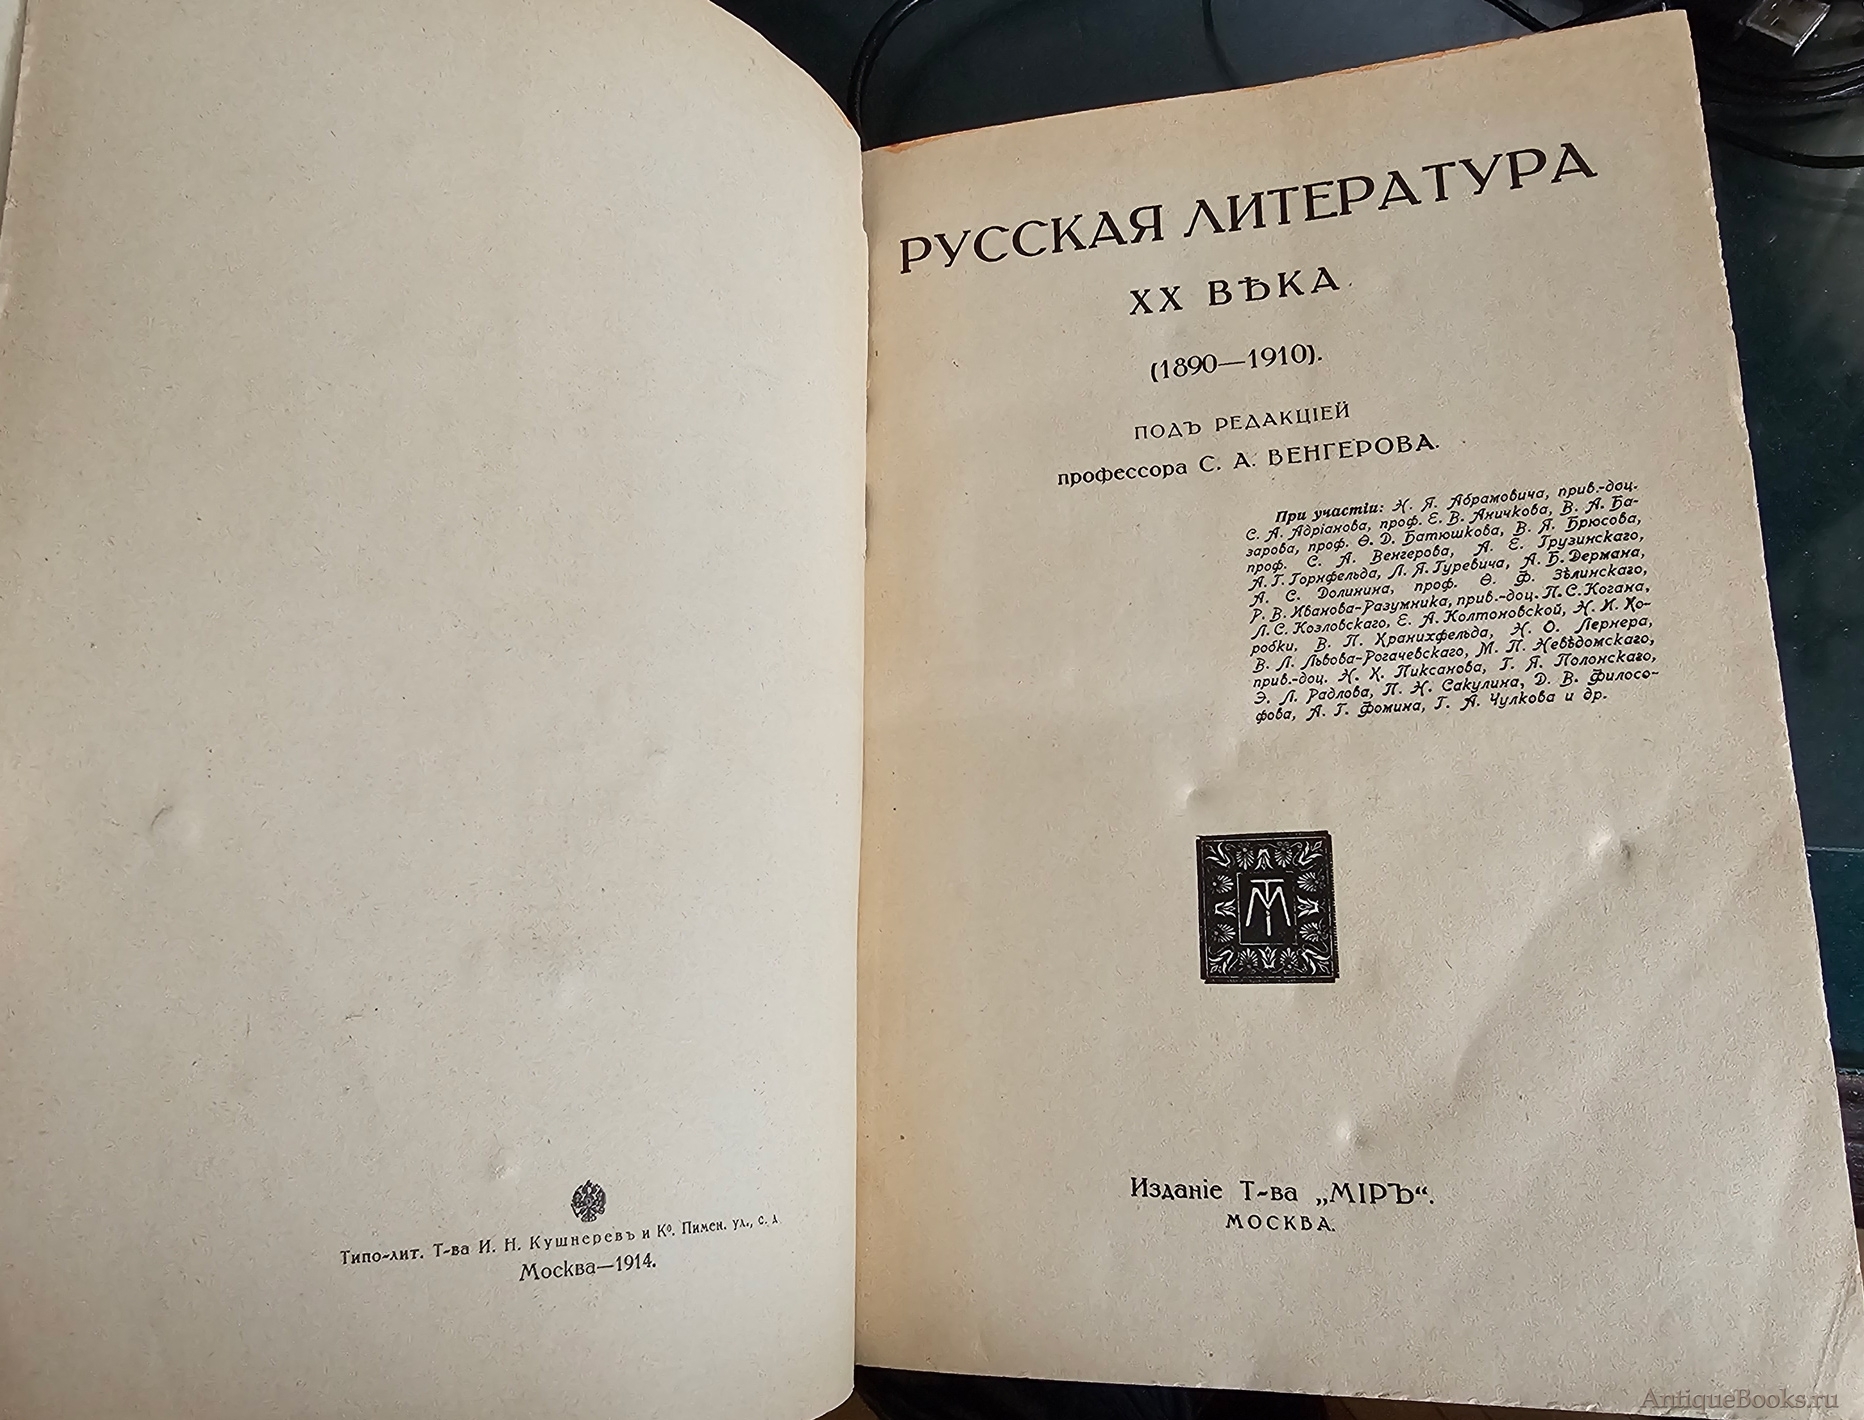 Типо-лит. Т-ва И. Н. Кушнеревъ и Ко. Пимен. ул., с. д.
Москва—1914.
РУССКАЯ ЛИТЕРАТУРА
XX ВѢКА
(1890—1910).
ПОДЪ РЕДАКЦІЕЙ
профессора С. А. ВЕНГЕРОВА.
При участіи: Н. Я. Абрамовича, прив.-доц.
С. А. Адріанова, проф. Е. В. Аничкова, В. А. Ба-
зарова, проф. Ѳ. Д. Батюшкова, В. Я. Брюсова,
проф. С. А. Венгерова, А. Е. Грузинскаго,
А. Г. Горнфельда, Л. Я. Гуревича, А. Б. Дермана,
А. С. Долинина, проф. Ѳ. Ф. Зѣлинскаго,
Р. В. Иванова-Разумника, прив.-доц. П. С. Когана,
Л. С. Козловскаго, Е. А. Колтоновской, Н. И. Ко-
робки, В. П. Кранихфельда, Н. О. Лернера,
В. Л. Львова-Рогачевскаго, М. П. Невѣдомскаго,
прив.-доц. Н. К. Пиксанова, Г. Я. Полонскаго,
Э. Л. Радлова, П. Н. Сакулина, Д. В. Филосо-
фова, А. Г. Фомина, Г. А. Чулкова и др.
ТМ
Изданіе Т-ва „МІРЪ“.
МОСКВА.
AntiqueBooks.ru